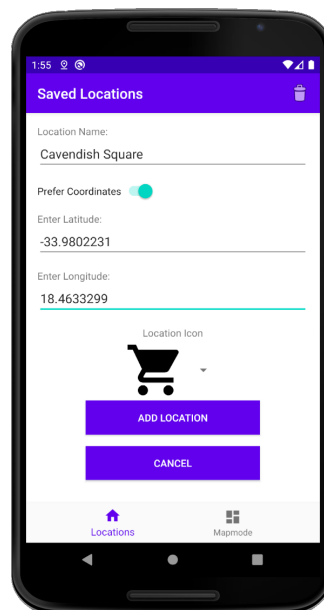 1:55
Saved Locations
Location Name:
Cavendish Square
Prefer Coordinates
Enter Latitude:
-33.9802231
Enter Longitude:
18.4633299
Location Icon
ADD LOCATION
CANCEL
Locations Mapmode